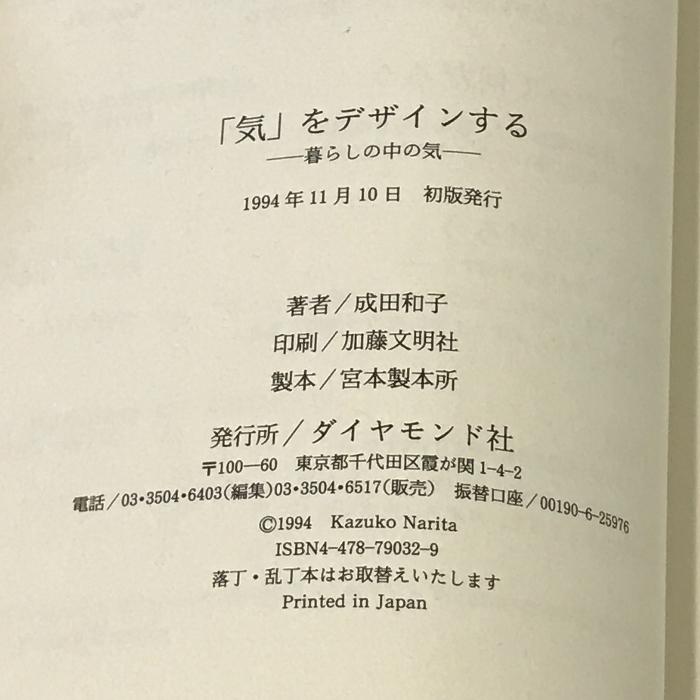 「気」をデザインする
——暮らしの中の気——
1994年11月10日 初版発行
著者/成田和子
印刷/加藤文明社
製本/宮本製本所
発行所/ダイヤモンド社
〒100—60 東京都千代田区霞が関1-4-2
電話/03・3504・6403(編集)03・3504・6517(販売) 振替口座/00190-6-25976
©1994 Kazuko Narita
ISBN4-478-79032-9
落丁・乱丁本はお取替えいたします
Printed in Japan